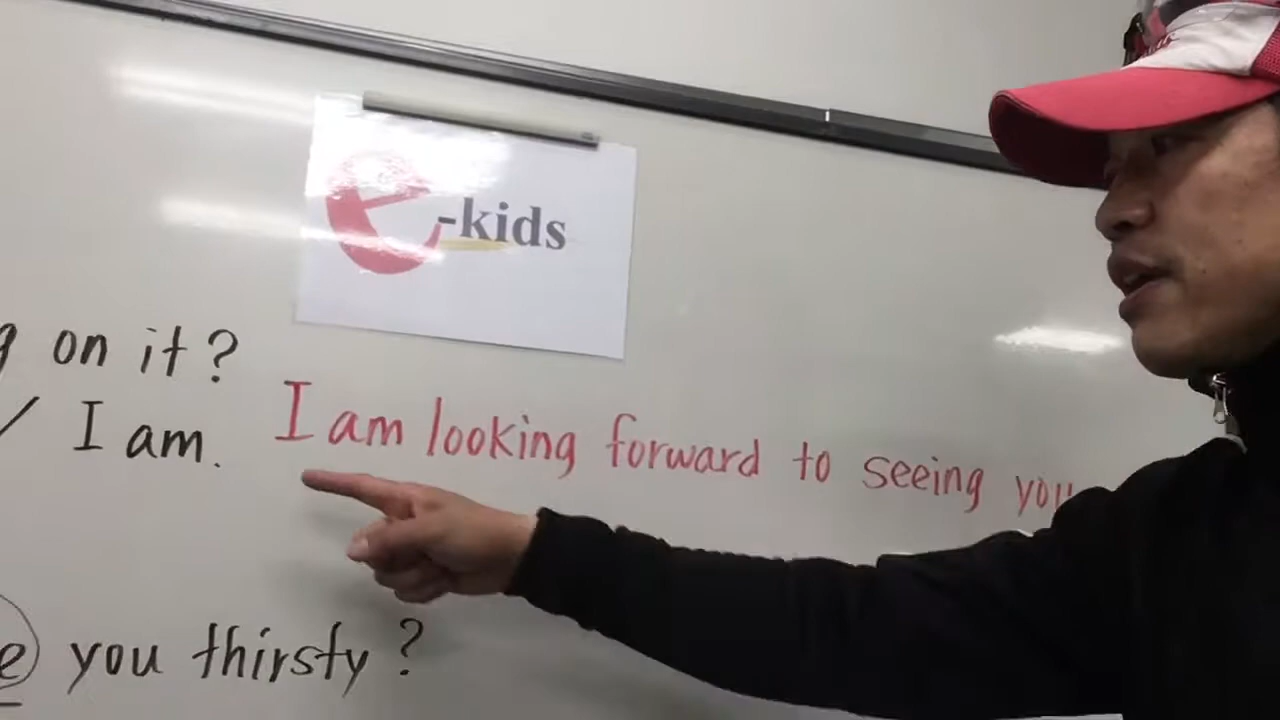 e-kids
g on it?
/ I am.
I am looking forward to seeing you
e you thirsty?